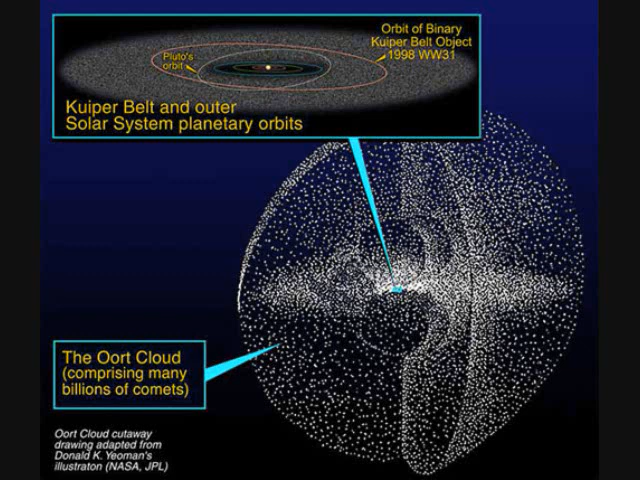 Orbit of Binary
Kuiper Belt Object
1998 WW31
Pluto's
orbit
Kuiper Belt and outer
Solar System planetary orbits
The Oort Cloud
(comprising many
billions of comets)
Oort Cloud cutaway
drawing adapted from
Donald K. Yeoman's
illustraton (NASA, JPL)